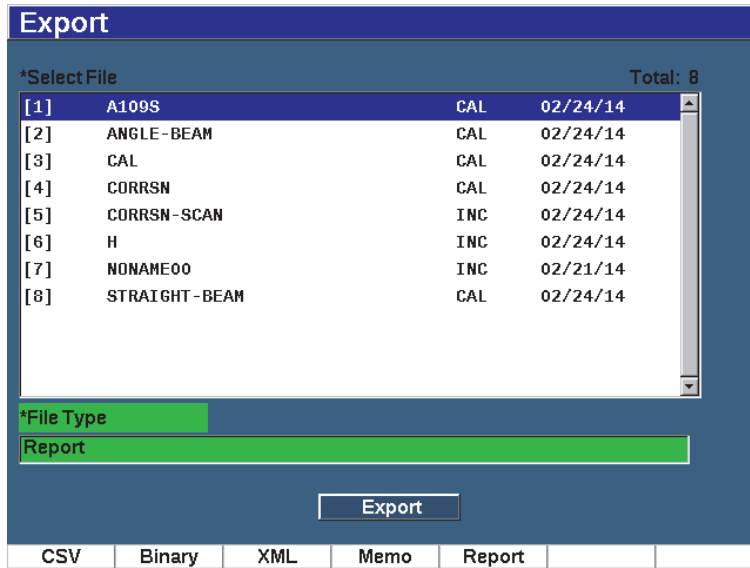 Export
*Select File Total: 8
[1] A109S CAL 02/24/14
[2] ANGLE-BEAM CAL 02/24/14
[3] CAL CAL 02/24/14
[4] CORRSN CAL 02/24/14
[5] CORRSN-SCAN INC 02/24/14
[6] H INC 02/24/14
[7] NONAME00 INC 02/21/14
[8] STRAIGHT-BEAM CAL 02/24/14
*File Type
Report
Export
CSV Binary XML Memo Report